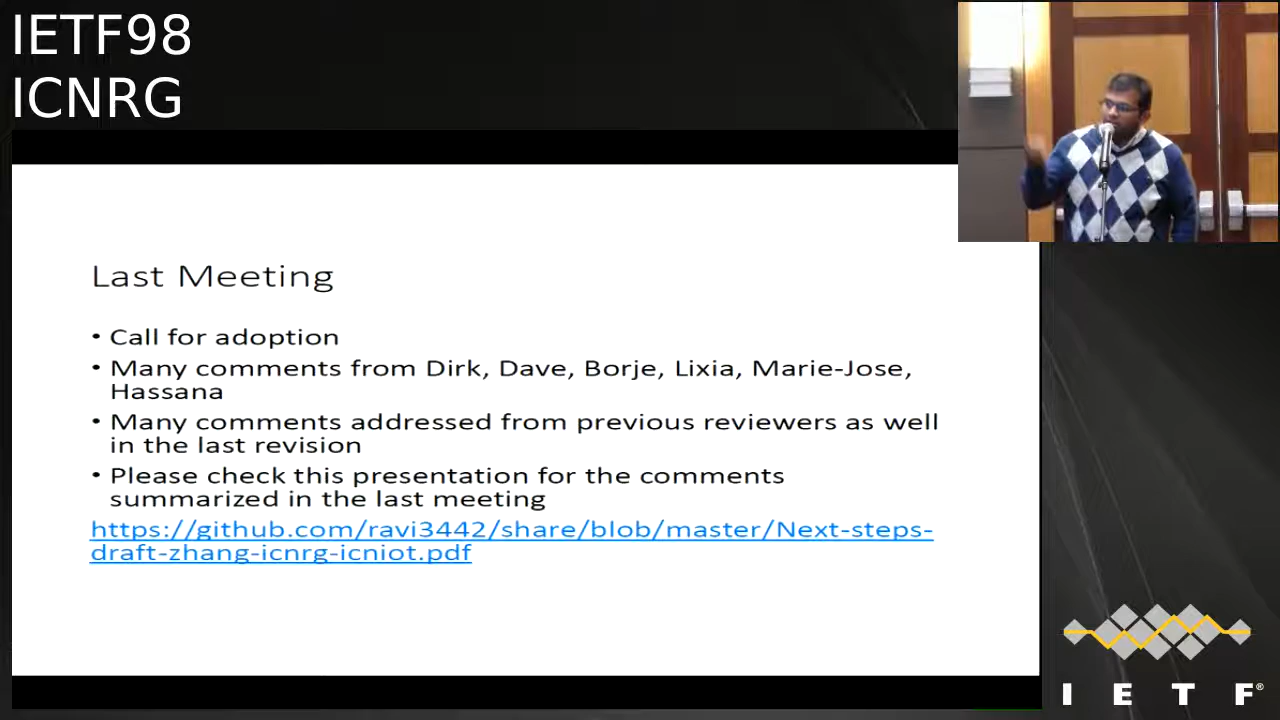 IETF98
ICNRG
Last Meeting
• Call for adoption
• Many comments from Dirk, Dave, Borje, Lixia, Marie-Jose,
Hassana
• Many comments addressed from previous reviewers as well
in the last revision
• Please check this presentation for the comments
summarized in the last meeting
https://github.com/ravi3442/share/blob/master/Next-steps-
draft-zhang-icnrg-icniot.pdf
I E T F®